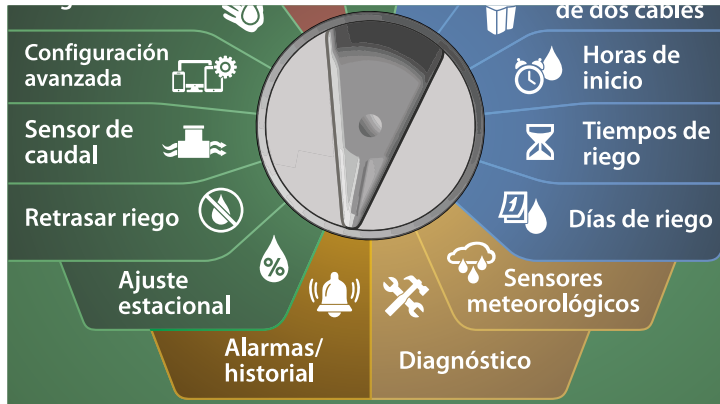 de dos cables
Configuración
avanzada
Horas de
inicio
Sensor de
caudal
Tiempos de
riego
Retrasar riego
1
Días de riego
%
Ajuste
estacional
Sensores
meteorológicos
Alarmas/
historial
Diagnóstico